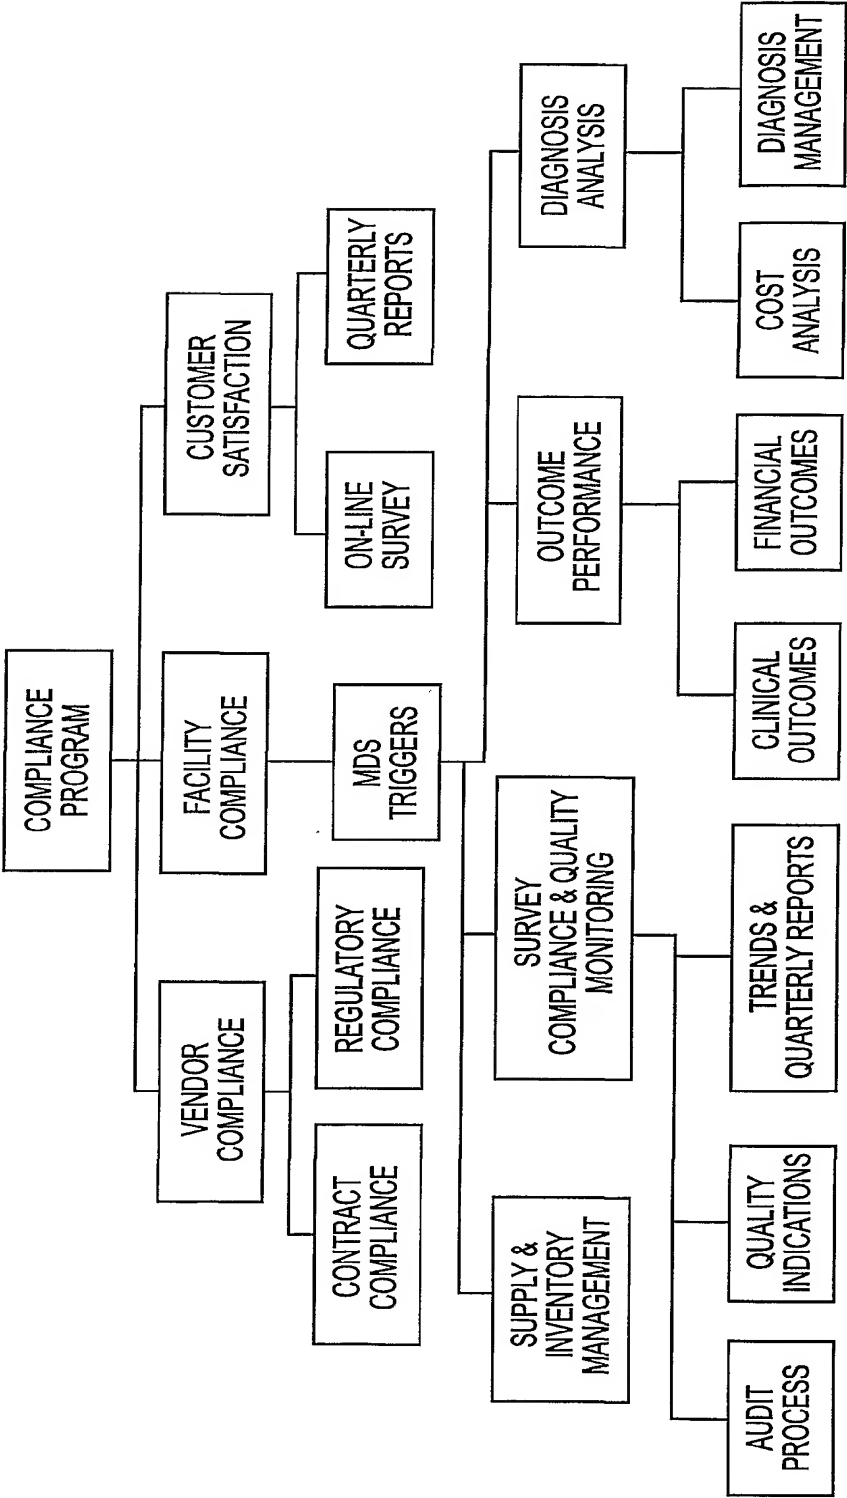 COMPLIANCE
PROGRAM
VENDOR
COMPLIANCE
FACILITY
COMPLIANCE
CUSTOMER
SATISFACTION
CONTRACT
COMPLIANCE
REGULATORY
COMPLIANCE
MDS
TRIGGERS
ON-LINE
SURVEY
QUARTERLY
REPORTS
SUPPLY &
INVENTORY
MANAGEMENT
SURVEY
COMPLIANCE & QUALITY
MONITORING
OUTCOME
PERFORMANCE
DIAGNOSIS
ANALYSIS
AUDIT
PROCESS
QUALITY
INDICATIONS
TRENDS &
QUARTERLY REPORTS
CLINICAL
OUTCOMES
FINANCIAL
OUTCOMES
COST
ANALYSIS
DIAGNOSIS
MANAGEMENT